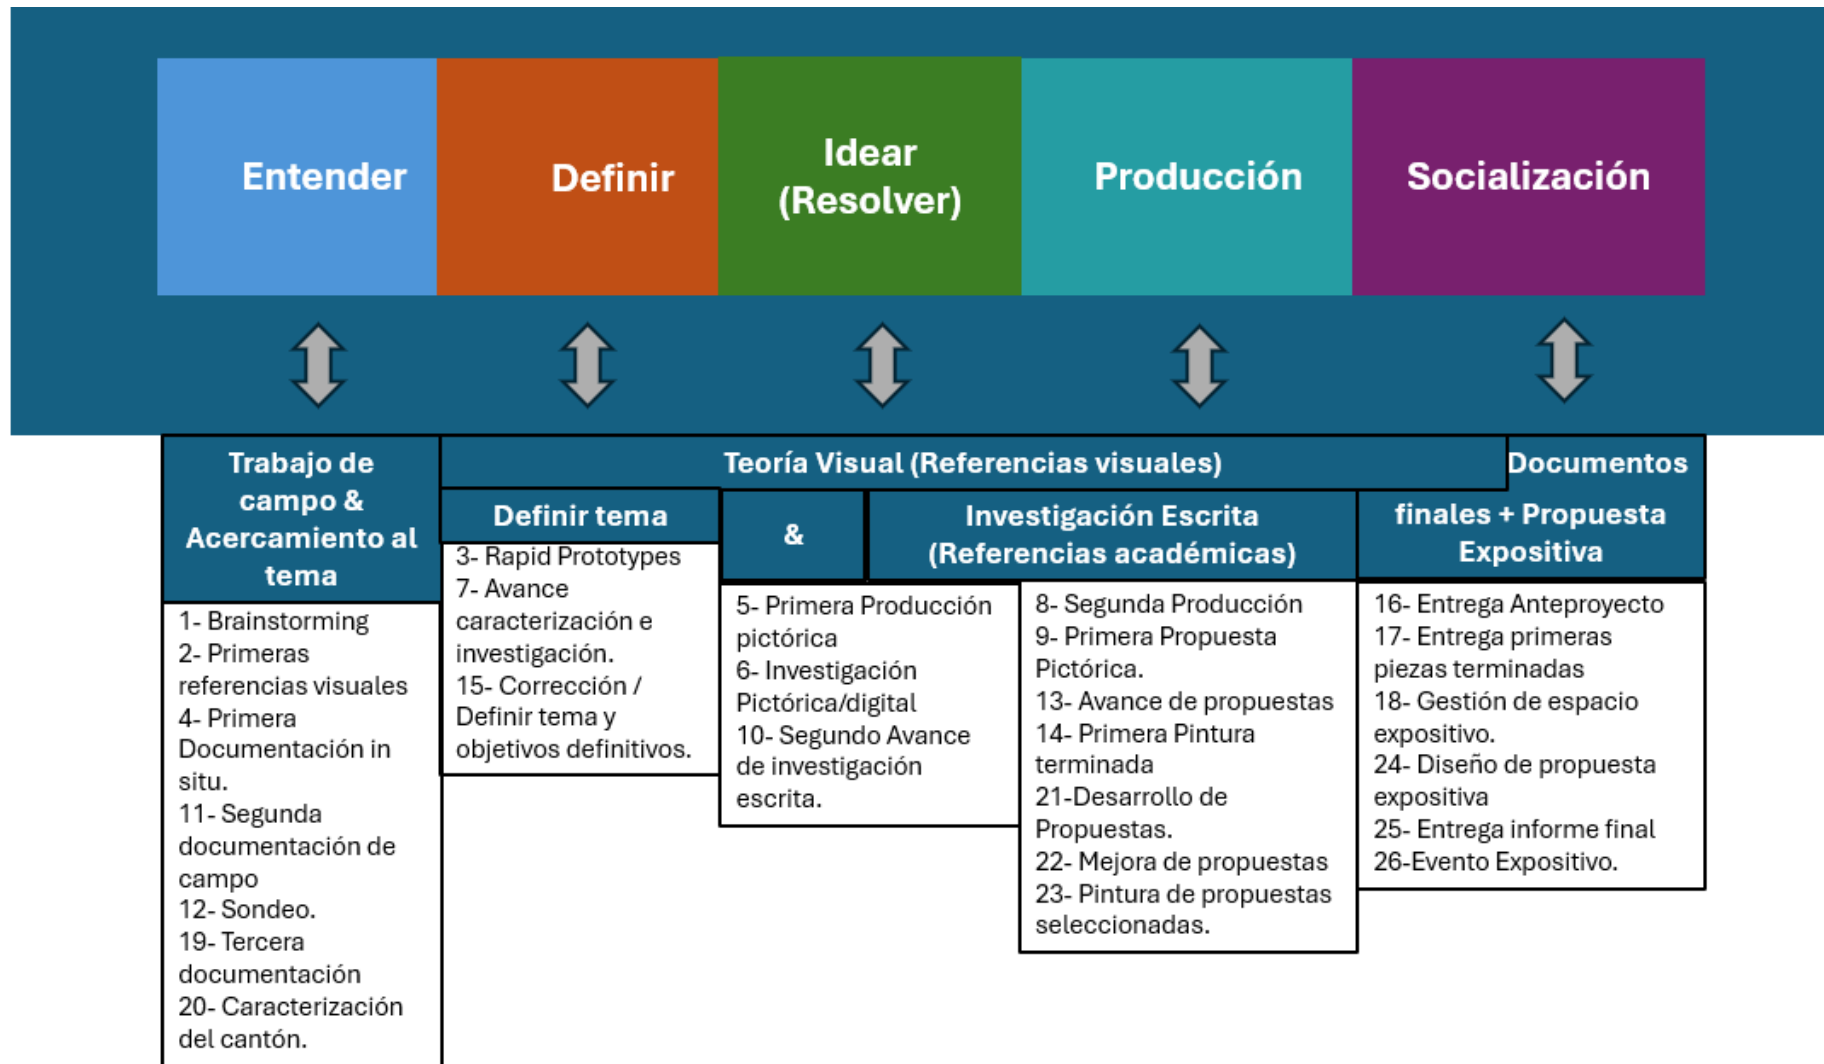 Entender
Definir
Idear
(Resolver)
Producción
Socialización
Trabajo de
campo &
Acercamiento al
tema
1- Brainstorming
2- Primeras
referencias visuales
4- Primera
Documentación in
situ.
11- Segunda
documentación de
campo
12- Sondeo.
19- Tercera
documentación
20- Caracterización
del cantón.
Teoría Visual (Referencias visuales)
Definir tema
3- Rapid Prototypes
7- Avance
caracterización e
investigación.
15- Corrección /
Definir tema y
objetivos definitivos.
&
Investigación Escrita
(Referencias académicas)
5- Primera Producción
pictórica
6- Investigación
Pictórica/digital
10- Segundo Avance
de investigación
escrita.
8- Segunda Producción
9- Primera Propuesta
Pictórica.
13- Avance de propuestas
14- Primera Pintura
terminada
21-Desarrollo de
Propuestas.
22- Mejora de propuestas
23- Pintura de propuestas
seleccionadas.
Documentos
finales + Propuesta
Expositiva
16- Entrega Anteproyecto
17- Entrega primeras
piezas terminadas
18- Gestión de espacio
expositivo.
24- Diseño de propuesta
expositiva
25- Entrega informe final
26-Evento Expositivo.